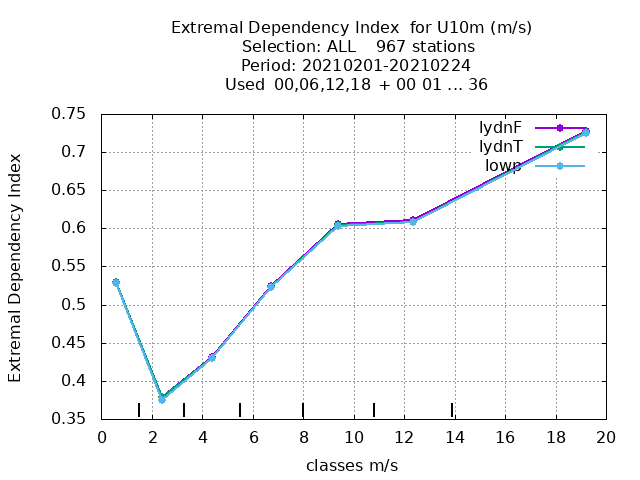 Extremal Dependency Index for U10m (m/s)
Selection: ALL 967 stations
Period: 20210201-20210224
Used 00,06,12,18 + 00 01 ... 36
Extremal Dependency Index
0.75
0.7
0.65
0.6
0.55
0.5
0.45
0.4
0.35
lydnF
lydnT
lowp
0 2 4 6 8 10 12 14 16 18 20
classes m/s